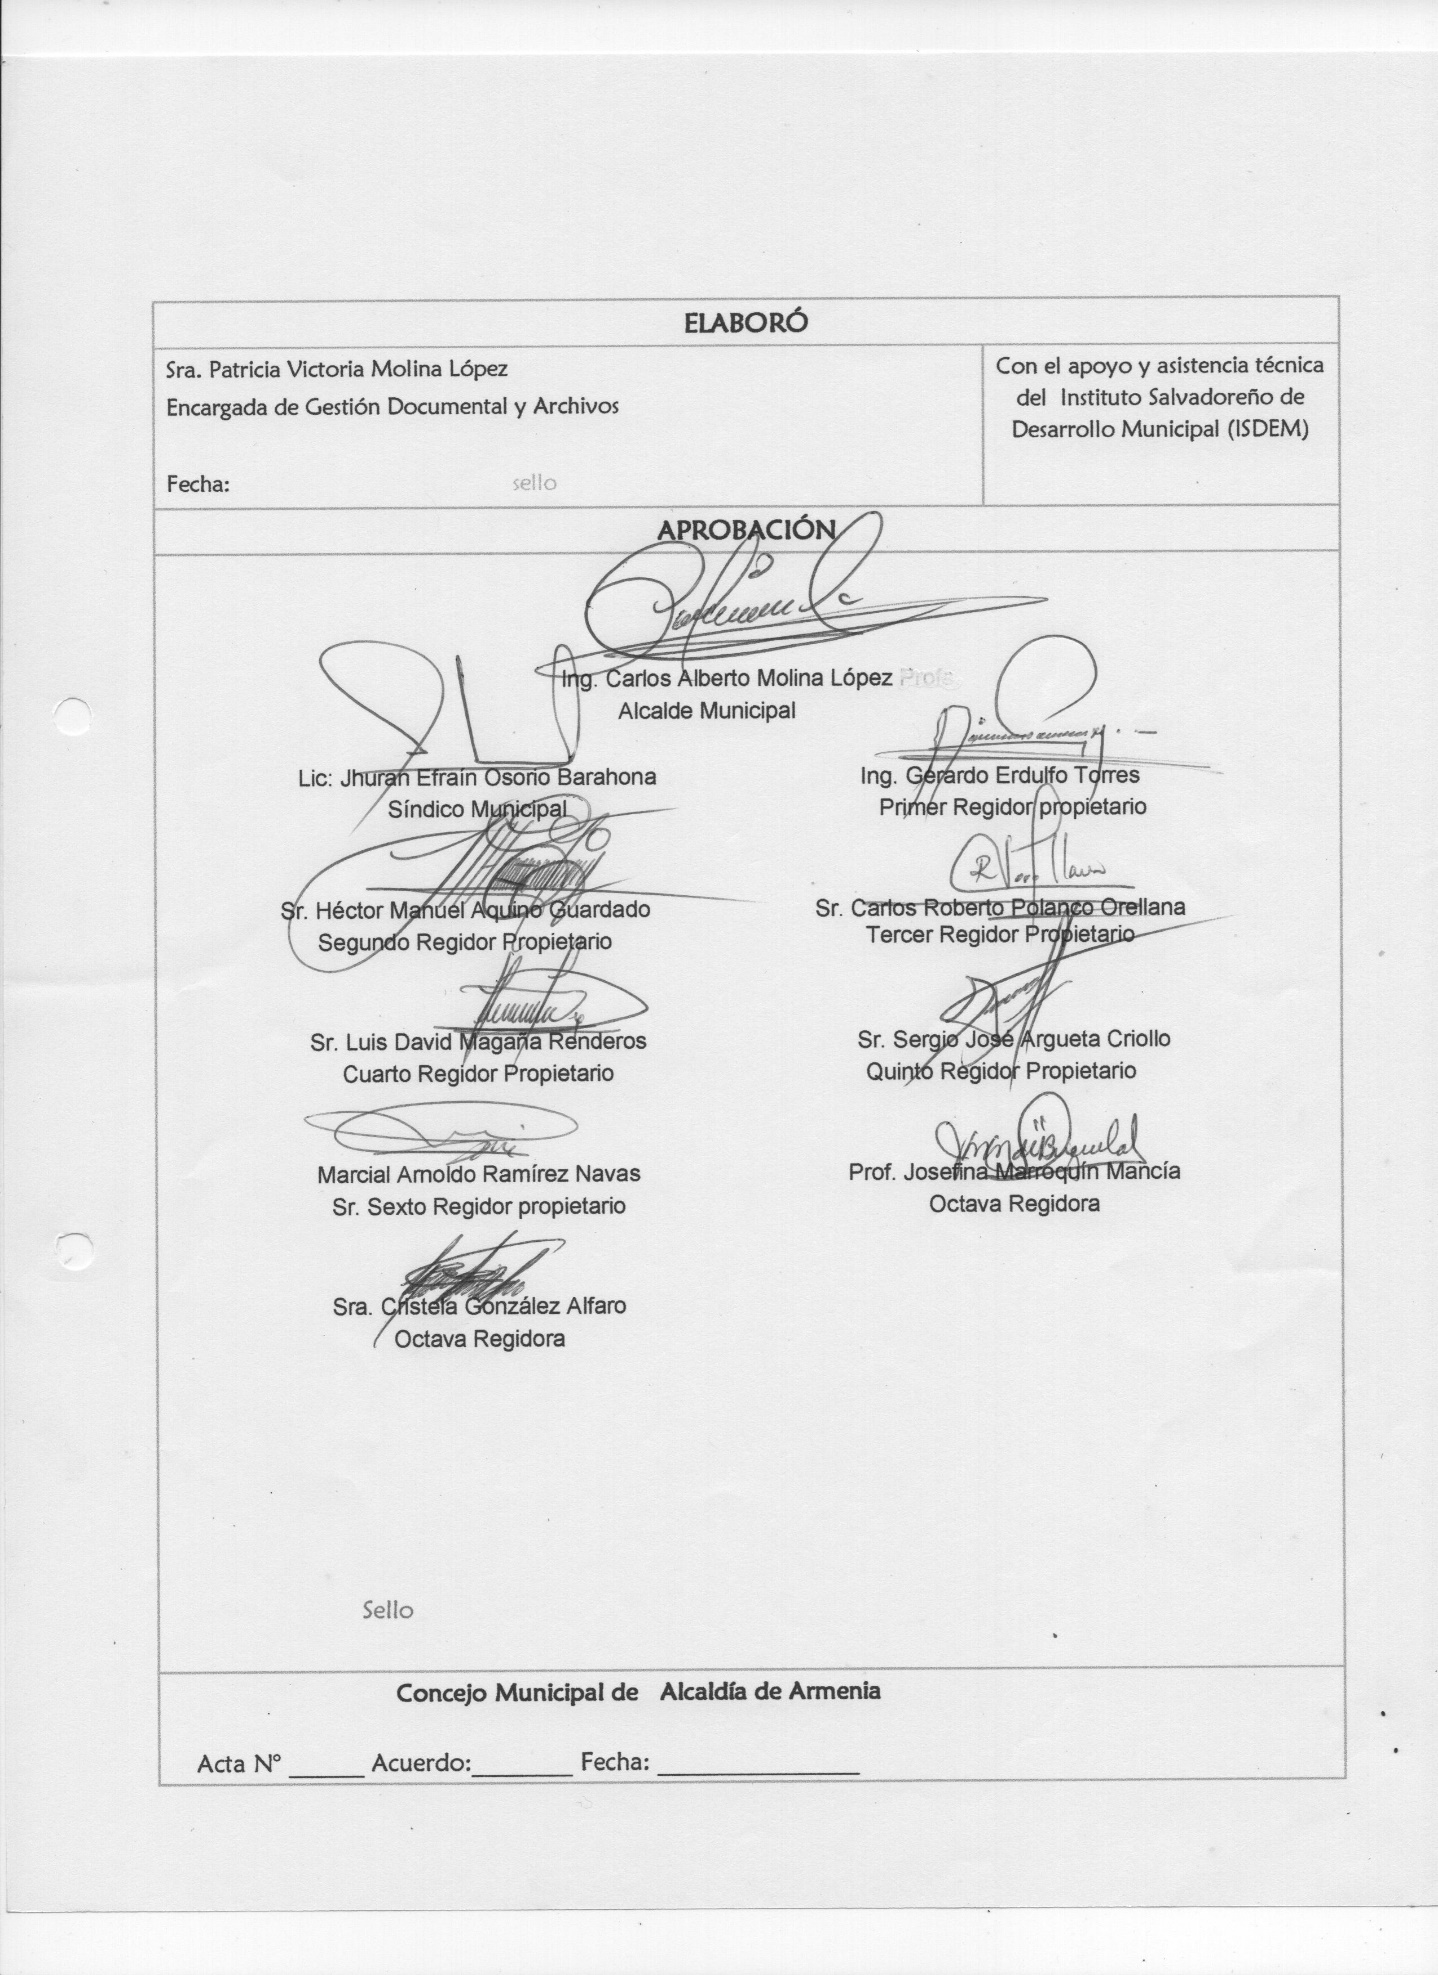 ELABORÓ
Sra. Patricia Victoria Molina López
Encargada de Gestión Documental y Archivos
Fecha: sello
Con el apoyo y asistencia técnica
del Instituto Salvadoreño de
Desarrollo Municipal (ISDEM)
APROBACIÓN
Ing. Carlos Alberto Molina López Profa
Alcalde Municipal
Lic: Jhuran Efraín Osorio Barahona
Síndico Municipal
Ing. Gerardo Erdulfo Torres
Primer Regidor propietario
Sr. Héctor Manuel Aquino Guardado
Segundo Regidor Propietario
Sr. Carlos Roberto Polanco Orellana
Tercer Regidor Propietario
Sr. Luis David Magaña Renderos
Cuarto Regidor Propietario
Sr. Sergio José Argueta Criollo
Quinto Regidor Propietario
Marcial Arnoldo Ramírez Navas
Sr. Sexto Regidor propietario
Prof. Josefina Marroquín Mancía
Octava Regidora
Sra. Cristela González Alfaro
Octava Regidora
Sello
Concejo Municipal de Alcaldía de Armenia
Acta N° ______ Acuerdo:________ Fecha: ________________